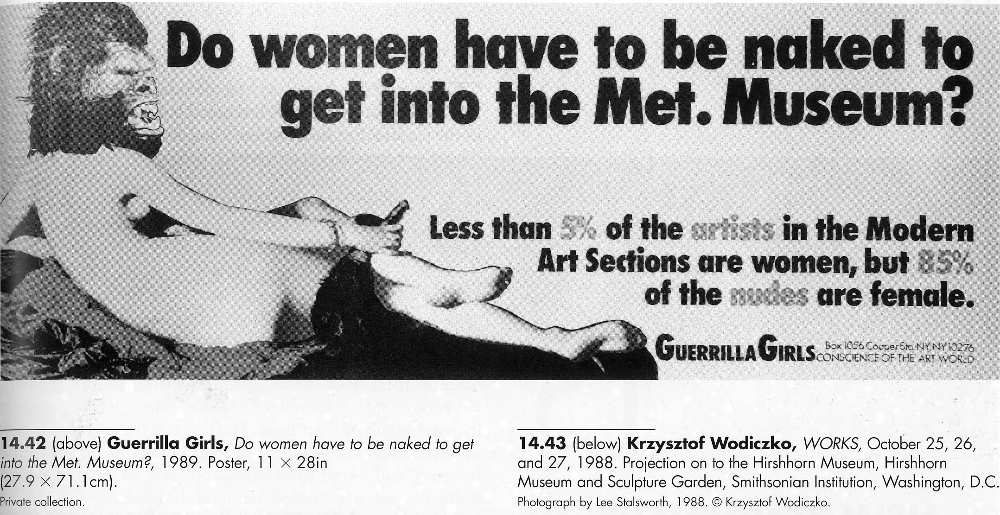 Do women have to be naked to
get into the Met. Museum?
Less than 5% of the artists in the Modern
Art Sections are women, but 85%
of the nudes are female.
GUERRILLA GIRLS Box 1056 Cooper Sta. NY, NY 10276
CONSCIENCE OF THE ART WORLD
14.42 (above) Guerrilla Girls, Do women have to be naked to get
into the Met. Museum?, 1989. Poster, 11 × 28in
(27.9 × 71.1cm).
Private collection.
14.43 (below) Krzysztof Wodiczko, WORKS, October 25, 26,
and 27, 1988. Projection on to the Hirshhorn Museum, Hirshhorn
Museum and Sculpture Garden, Smithsonian Institution, Washington, D.C.
Photograph by Lee Stalsworth, 1988. © Krzysztof Wodiczko.